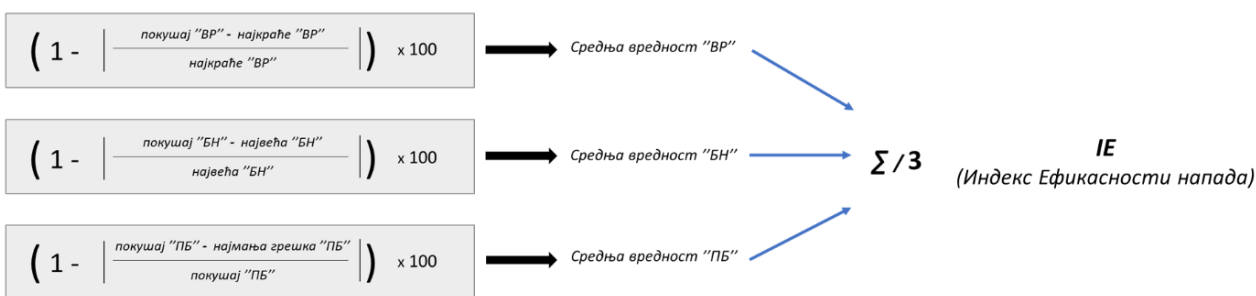 покушај "ВР" - најкраће "ВР"
( 1 - | | ) x 100
најкраће "ВР"
Средња вредност "ВР"
покушај "БН" - највећа "БН"
( 1 - | | ) x 100
највећа "БН"
Средња вредност "БН"
∑ / 3
IE
(Индекс Ефикасности напада)
покушај "ПБ" - најмања грешка "ПБ"
( 1 - | | ) x 100
покушај "ПБ"
Средња вредност "ПБ"